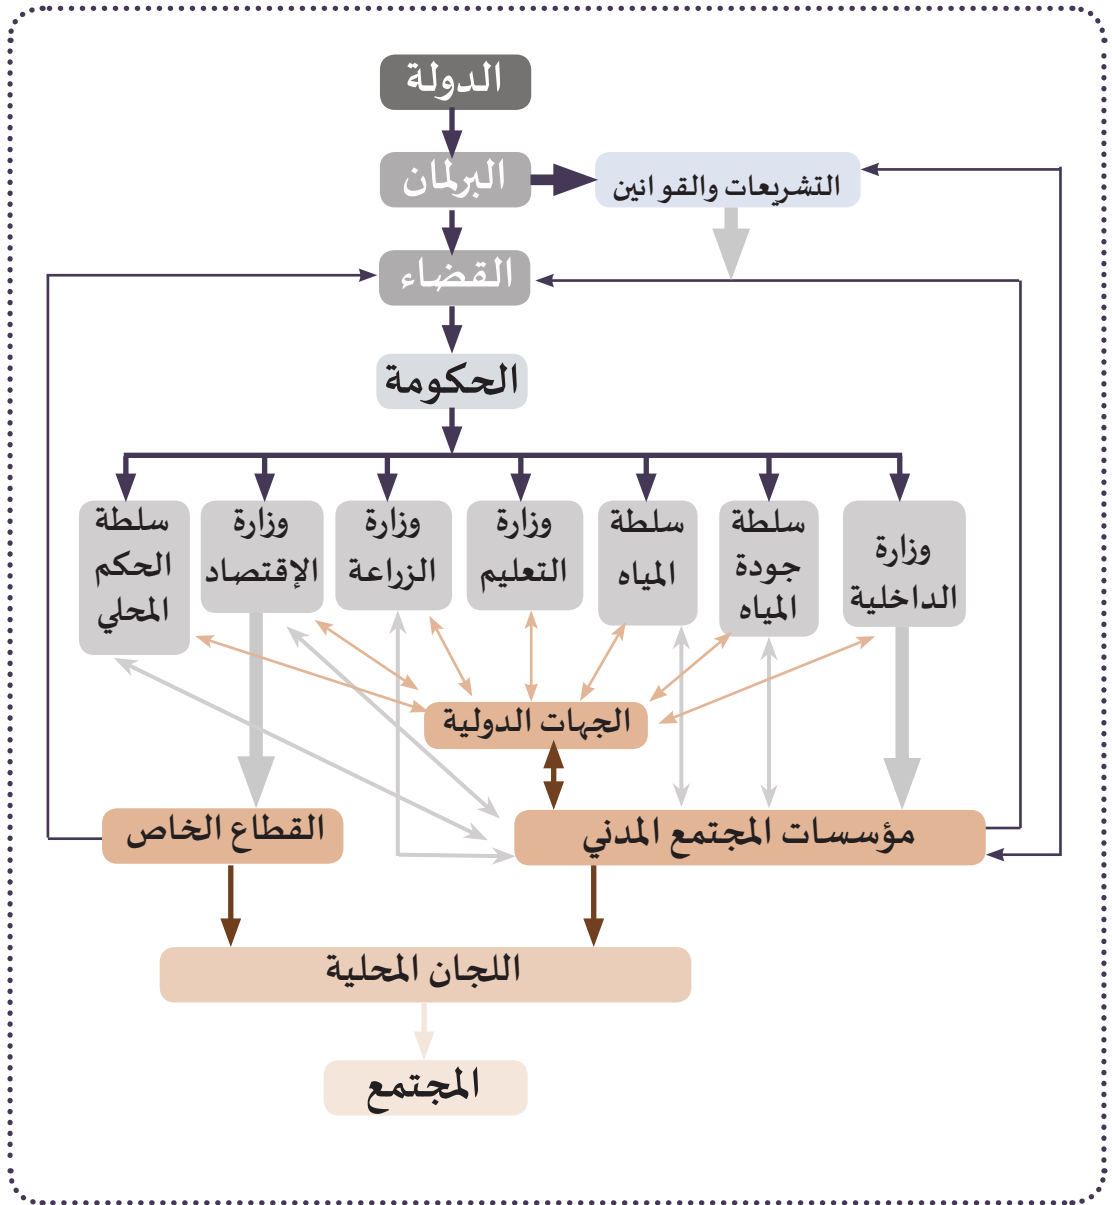 الدولة
البرلمان
التشريعات والقوانين
القضاء
الحكومة
وزارة
الداخلية
سلطة
جودة
المياه
سلطة
المياه
وزارة
التعليم
وزارة
الزراعة
وزارة
الإقتصاد
سلطة
الحكم
المحلي
الجهات الدولية
مؤسسات المجتمع المدني
القطاع الخاص
اللجان المحلية
المجتمع